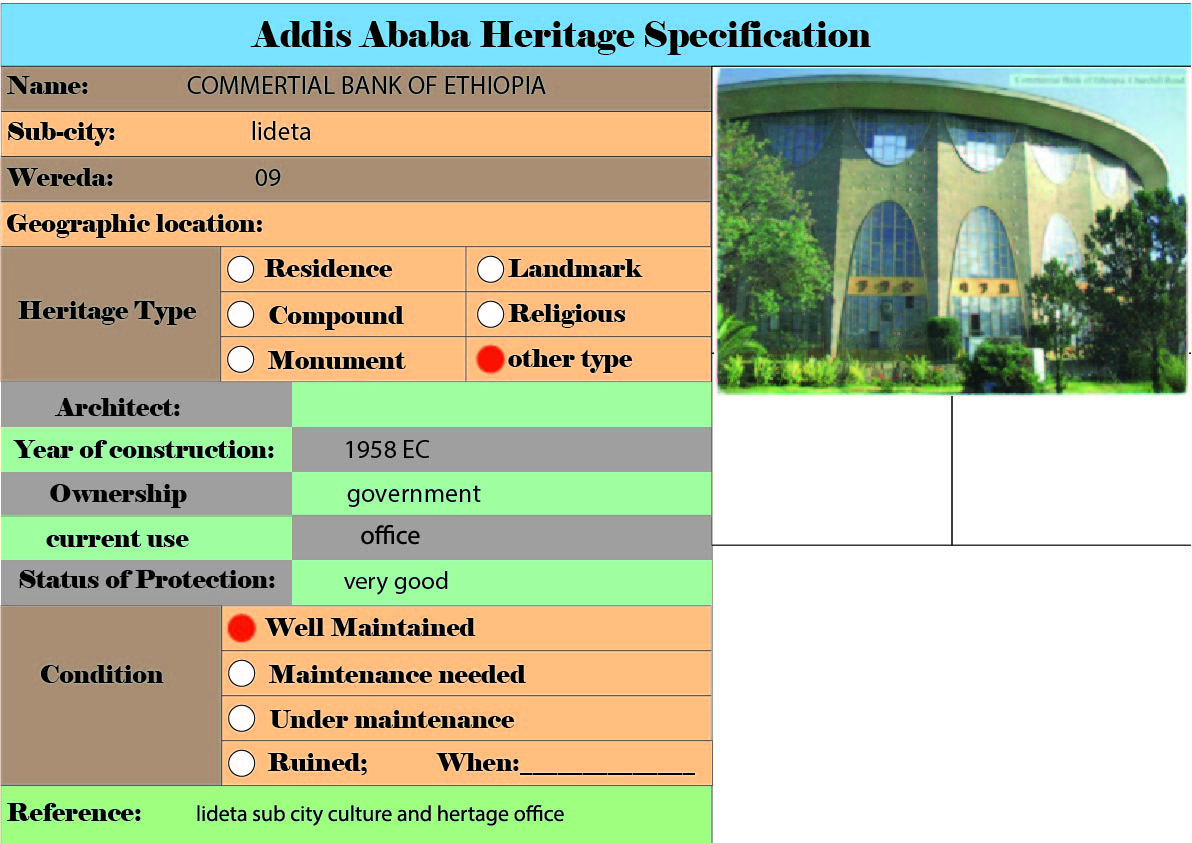 Addis Ababa Heritage Specification
Name: COMMERTIAL BANK OF ETHIOPIA
Commertial Bank of Ethiopia, Churchill Road
Sub-city: lideta
Wereda: 09
Geographic location:
Heritage Type
Residence Landmark
Compound Religious
Monument other type
Architect:
Year of construction: 1958 EC
Ownership government
current use office
Status of Protection: very good
Condition
Well Maintained
Maintenance needed
Under maintenance
Ruined; When:______________
Reference: lideta sub city culture and hertage office